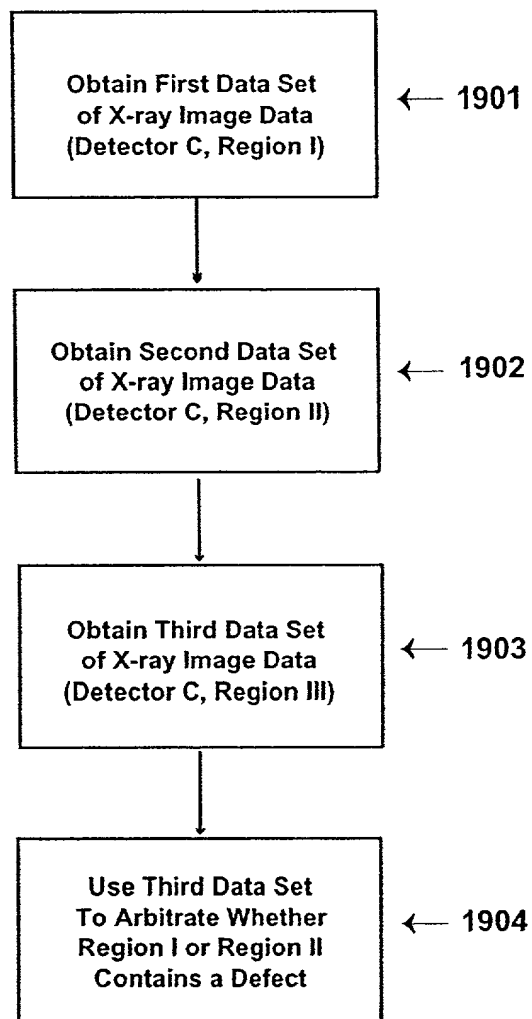 Obtain First Data Set
of X-ray Image Data
(Detector C, Region I)
← 1901
Obtain Second Data Set
of X-ray Image Data
(Detector C, Region II)
← 1902
Obtain Third Data Set
of X-ray Image Data
(Detector C, Region III)
← 1903
Use Third Data Set
To Arbitrate Whether
Region I or Region II
Contains a Defect
← 1904